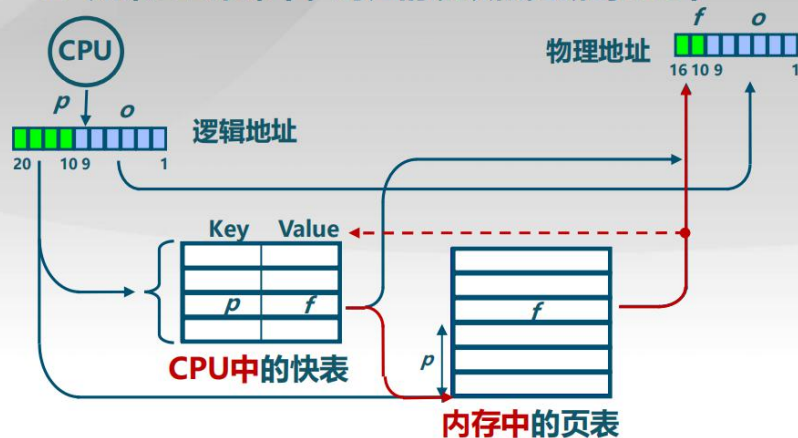 f o
CPU
物理地址
16 10 9 1
p o
逻辑地址
20 10 9 1
Key Value
p f
f
p
CPU中的快表
内存中的页表